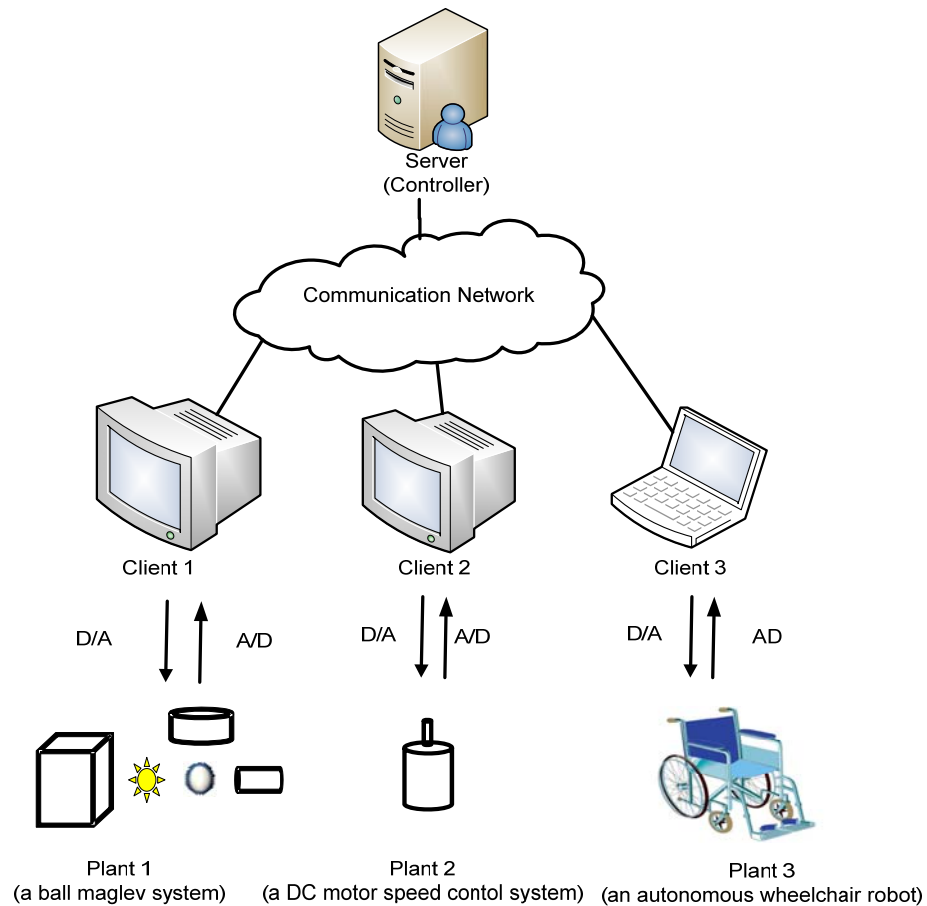 Server
(Controller)
Communication Network
Client 1
Client 2
Client 3
D/A
A/D
D/A
A/D
D/A
AD
Plant 1
(a ball maglev system)
Plant 2
(a DC motor speed contol system)
Plant 3
(an autonomous wheelchair robot)